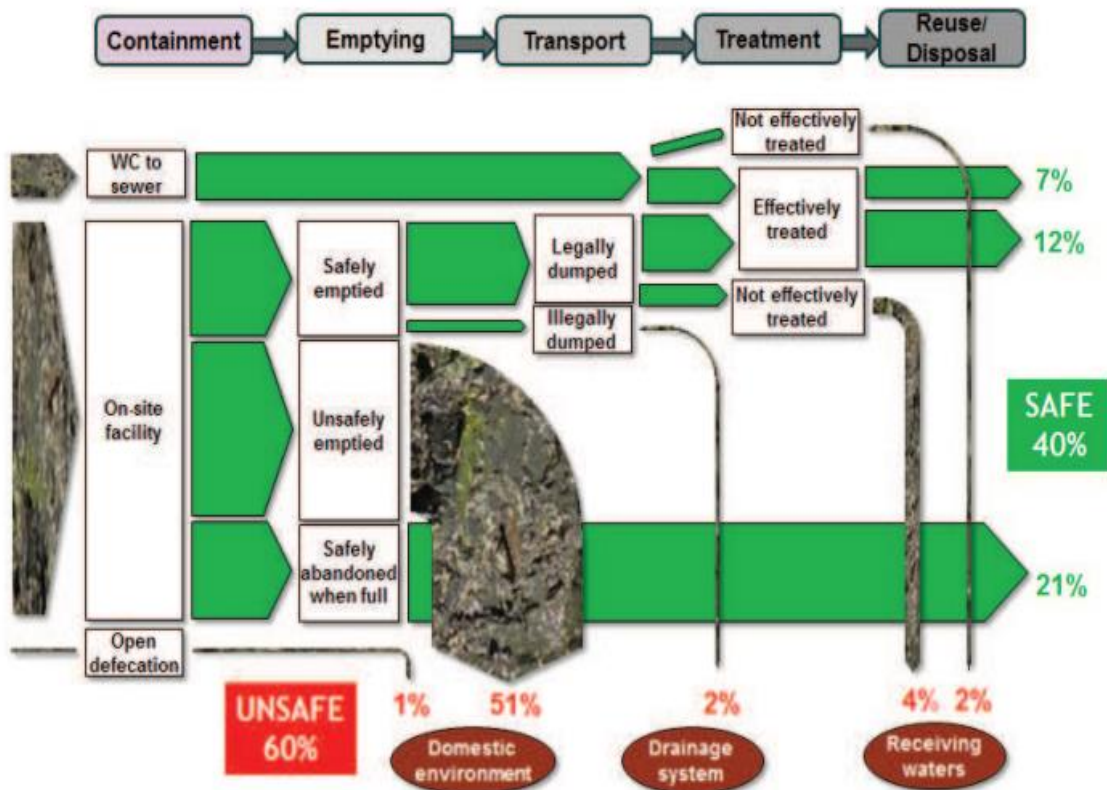 Containment
Emptying
Transport
Treatment
Reuse/
Disposal
WC to
sewer
Not effectively
treated
Effectively
treated
7%
12%
On-site
facility
Safely
emptied
Legally
dumped
Not effectively
treated
Illegally
dumped
Unsafely
emptied
SAFE
40%
Safely
abandoned
when full
21%
Open
defecation
UNSAFE
60%
1%
51%
2%
4%
2%
Domestic
environment
Drainage
system
Receiving
waters